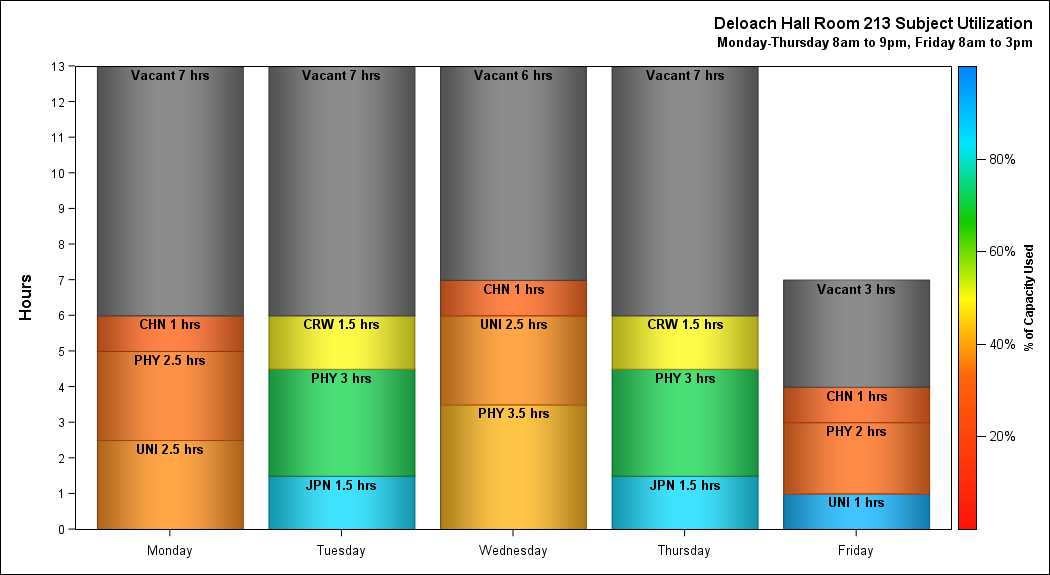 Deloach Hall Room 213 Subject Utilization
Monday-Thursday 8am to 9pm, Friday 8am to 3pm
Hours
13
12
11
10
9
8
7
6
5
4
3
2
1
0
Vacant 7 hrs
CHN 1 hrs
PHY 2.5 hrs
UNI 2.5 hrs
Monday
Vacant 7 hrs
CRW 1.5 hrs
PHY 3 hrs
JPN 1.5 hrs
Tuesday
Vacant 6 hrs
CHN 1 hrs
UNI 2.5 hrs
PHY 3.5 hrs
Wednesday
Vacant 7 hrs
CRW 1.5 hrs
PHY 3 hrs
JPN 1.5 hrs
Thursday
Vacant 3 hrs
CHN 1 hrs
PHY 2 hrs
UNI 1 hrs
Friday
80%
60%
40%
20%
% of Capacity Used